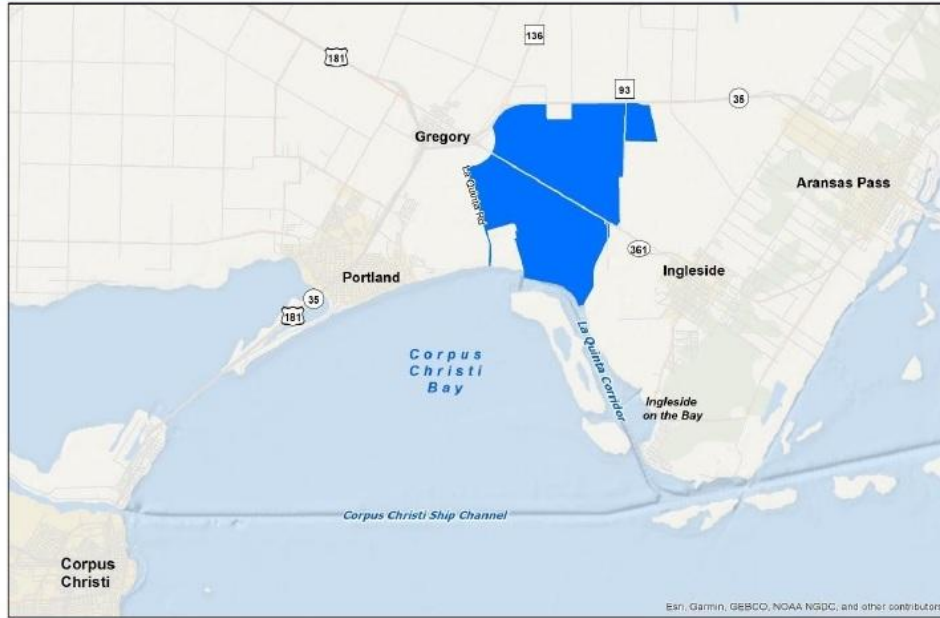 136
181
93
35
Gregory
Aransas Pass
La Quinta Rd
361
Ingleside
Portland
35
181
Corpus
Christi
Bay
La Quinta Corridor
Ingleside
on the Bay
Corpus Christi Ship Channel
Corpus
Christi
Esri, Garmin, GEBCO, NOAA NGDC, and other contributors